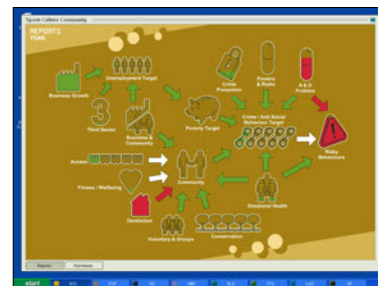 Sports Culture Community
REPORTS
YEAR:
Unemployment Target
Crime
Prevention
Powers
& Radio
A & D
Problem
Business Growth
3
Third Sector
Business &
Community
Poverty Target
Crime / Anti Social
Behaviour Target
Risky
Behaviours
Access
Fitness / Wellbeing
Community
Emotional Health
Dereliction
Voluntary & Groups
Conservation
Reports
start